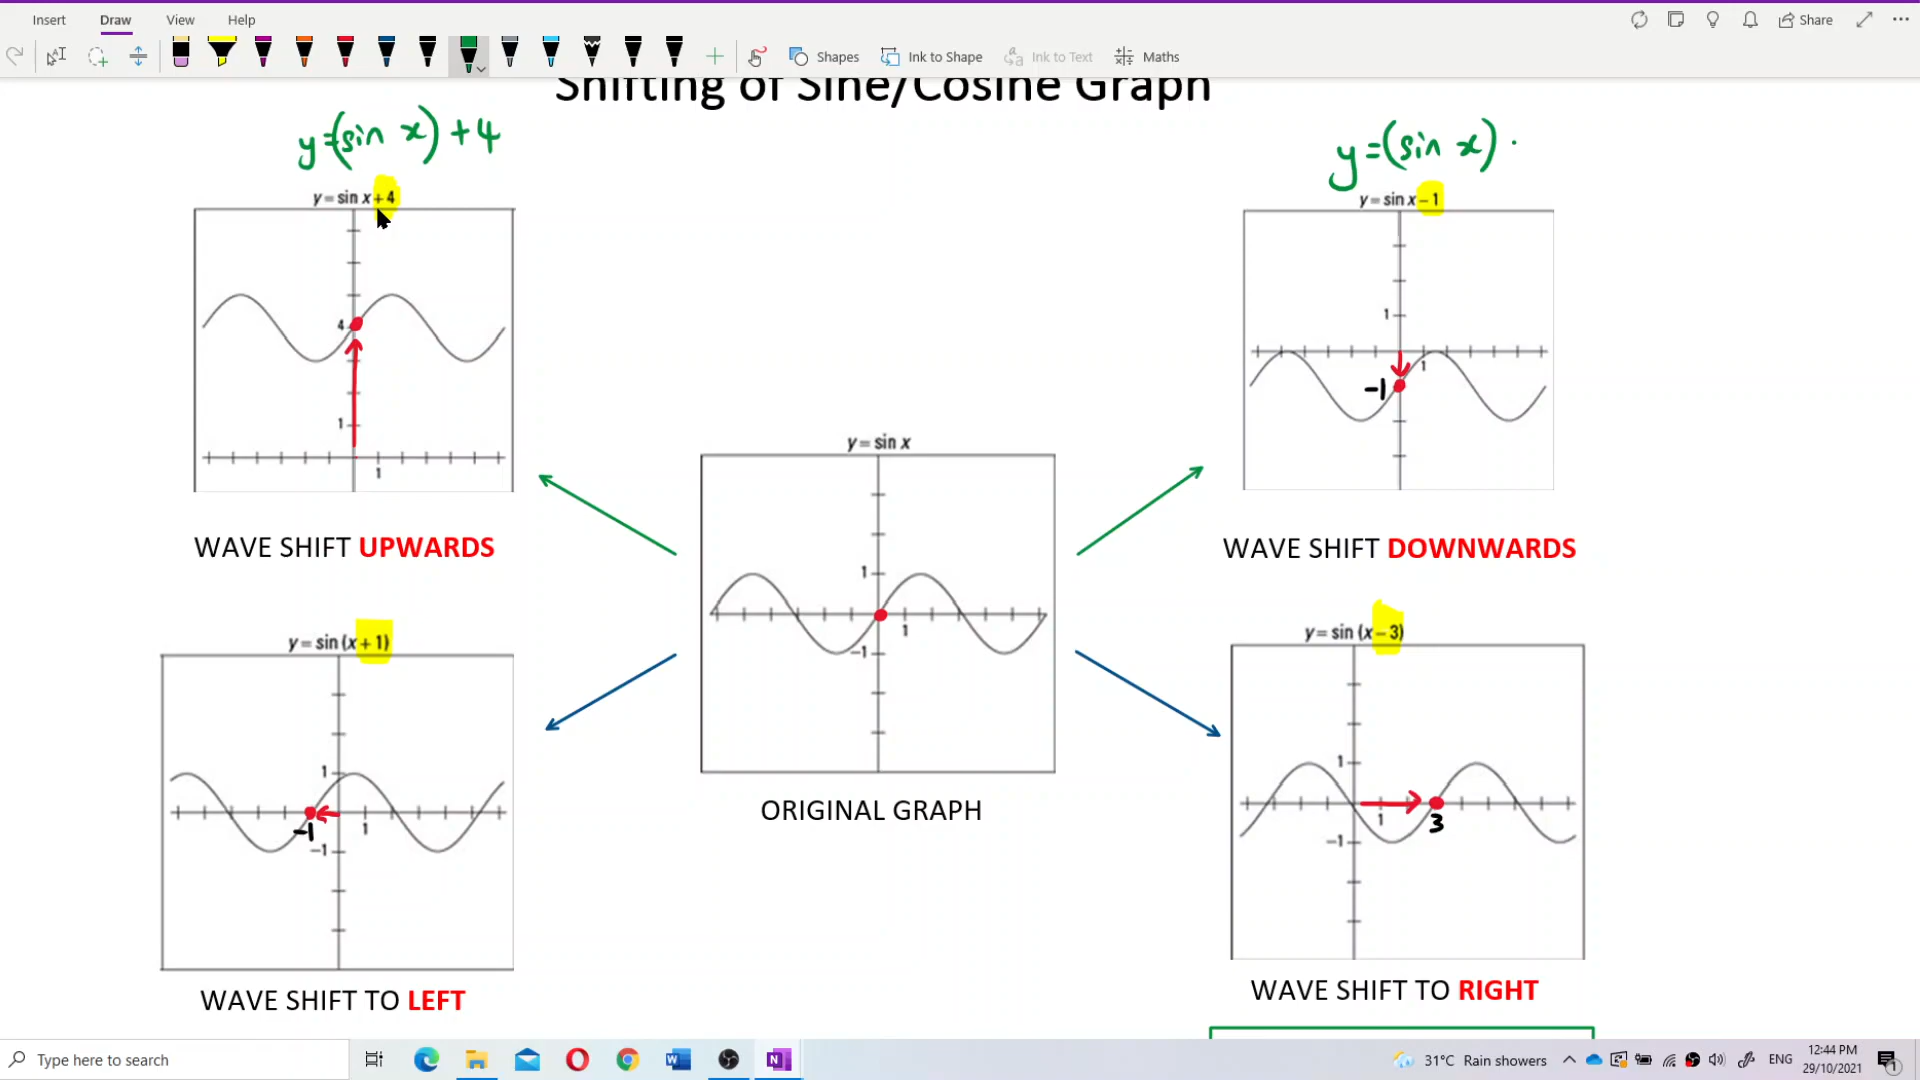 Insert Draw View Help
Share
Shapes Ink to Shape Ink to Text Maths
Shifting of Sine/Cosine Graph
y=(sin x)+4
y=(sin x)
y = sin x + 4
4
1
1
WAVE SHIFT UPWARDS
y = sin x − 1
1
1
-1
WAVE SHIFT DOWNWARDS
y = sin x
1
1
−1
ORIGINAL GRAPH
y = sin (x + 1)
1
-1
1
−1
WAVE SHIFT TO LEFT
y = sin (x − 3)
1
1
3
−1
WAVE SHIFT TO RIGHT
Type here to search
31°C Rain showers
ENG
12:44 PM
29/10/2021
1